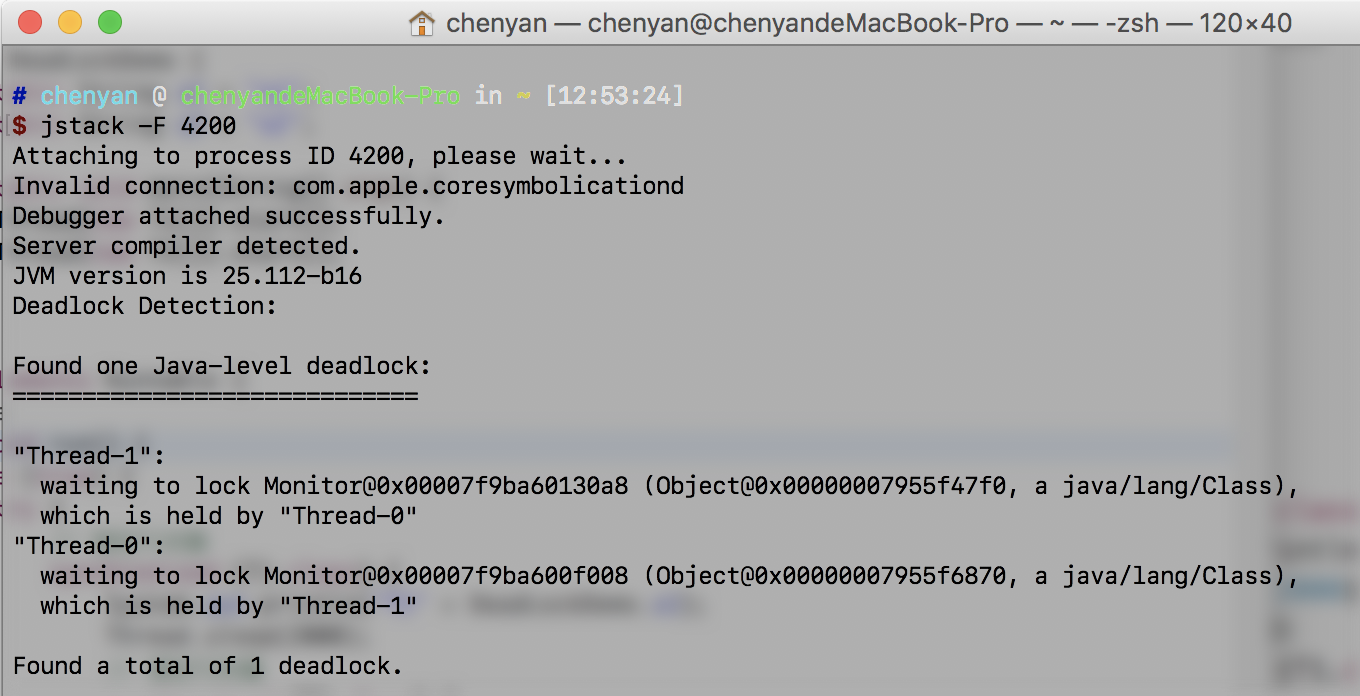 chenyan — chenyan@chenyandeMacBook-Pro — ~ — -zsh — 120×40
# chenyan @ chenyandeMacBook-Pro in ~ [12:53:24]
$ jstack -F 4200
Attaching to process ID 4200, please wait...
Invalid connection: com.apple.coresymbolicationd
Debugger attached successfully.
Server compiler detected.
JVM version is 25.112-b16
Deadlock Detection:
Found one Java-level deadlock:
=============================
"Thread-1":
waiting to lock Monitor@0x00007f9ba60130a8 (Object@0x00000007955f47f0, a java/lang/Class),
which is held by "Thread-0"
"Thread-0":
waiting to lock Monitor@0x00007f9ba600f008 (Object@0x00000007955f6870, a java/lang/Class),
which is held by "Thread-1"
Found a total of 1 deadlock.